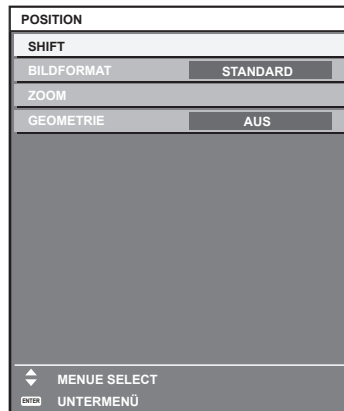 POSITION
SHIFT
BILDFORMAT STANDARD
ZOOM
GEOMETRIE AUS
MENUE SELECT
ENTER UNTERMENÜ